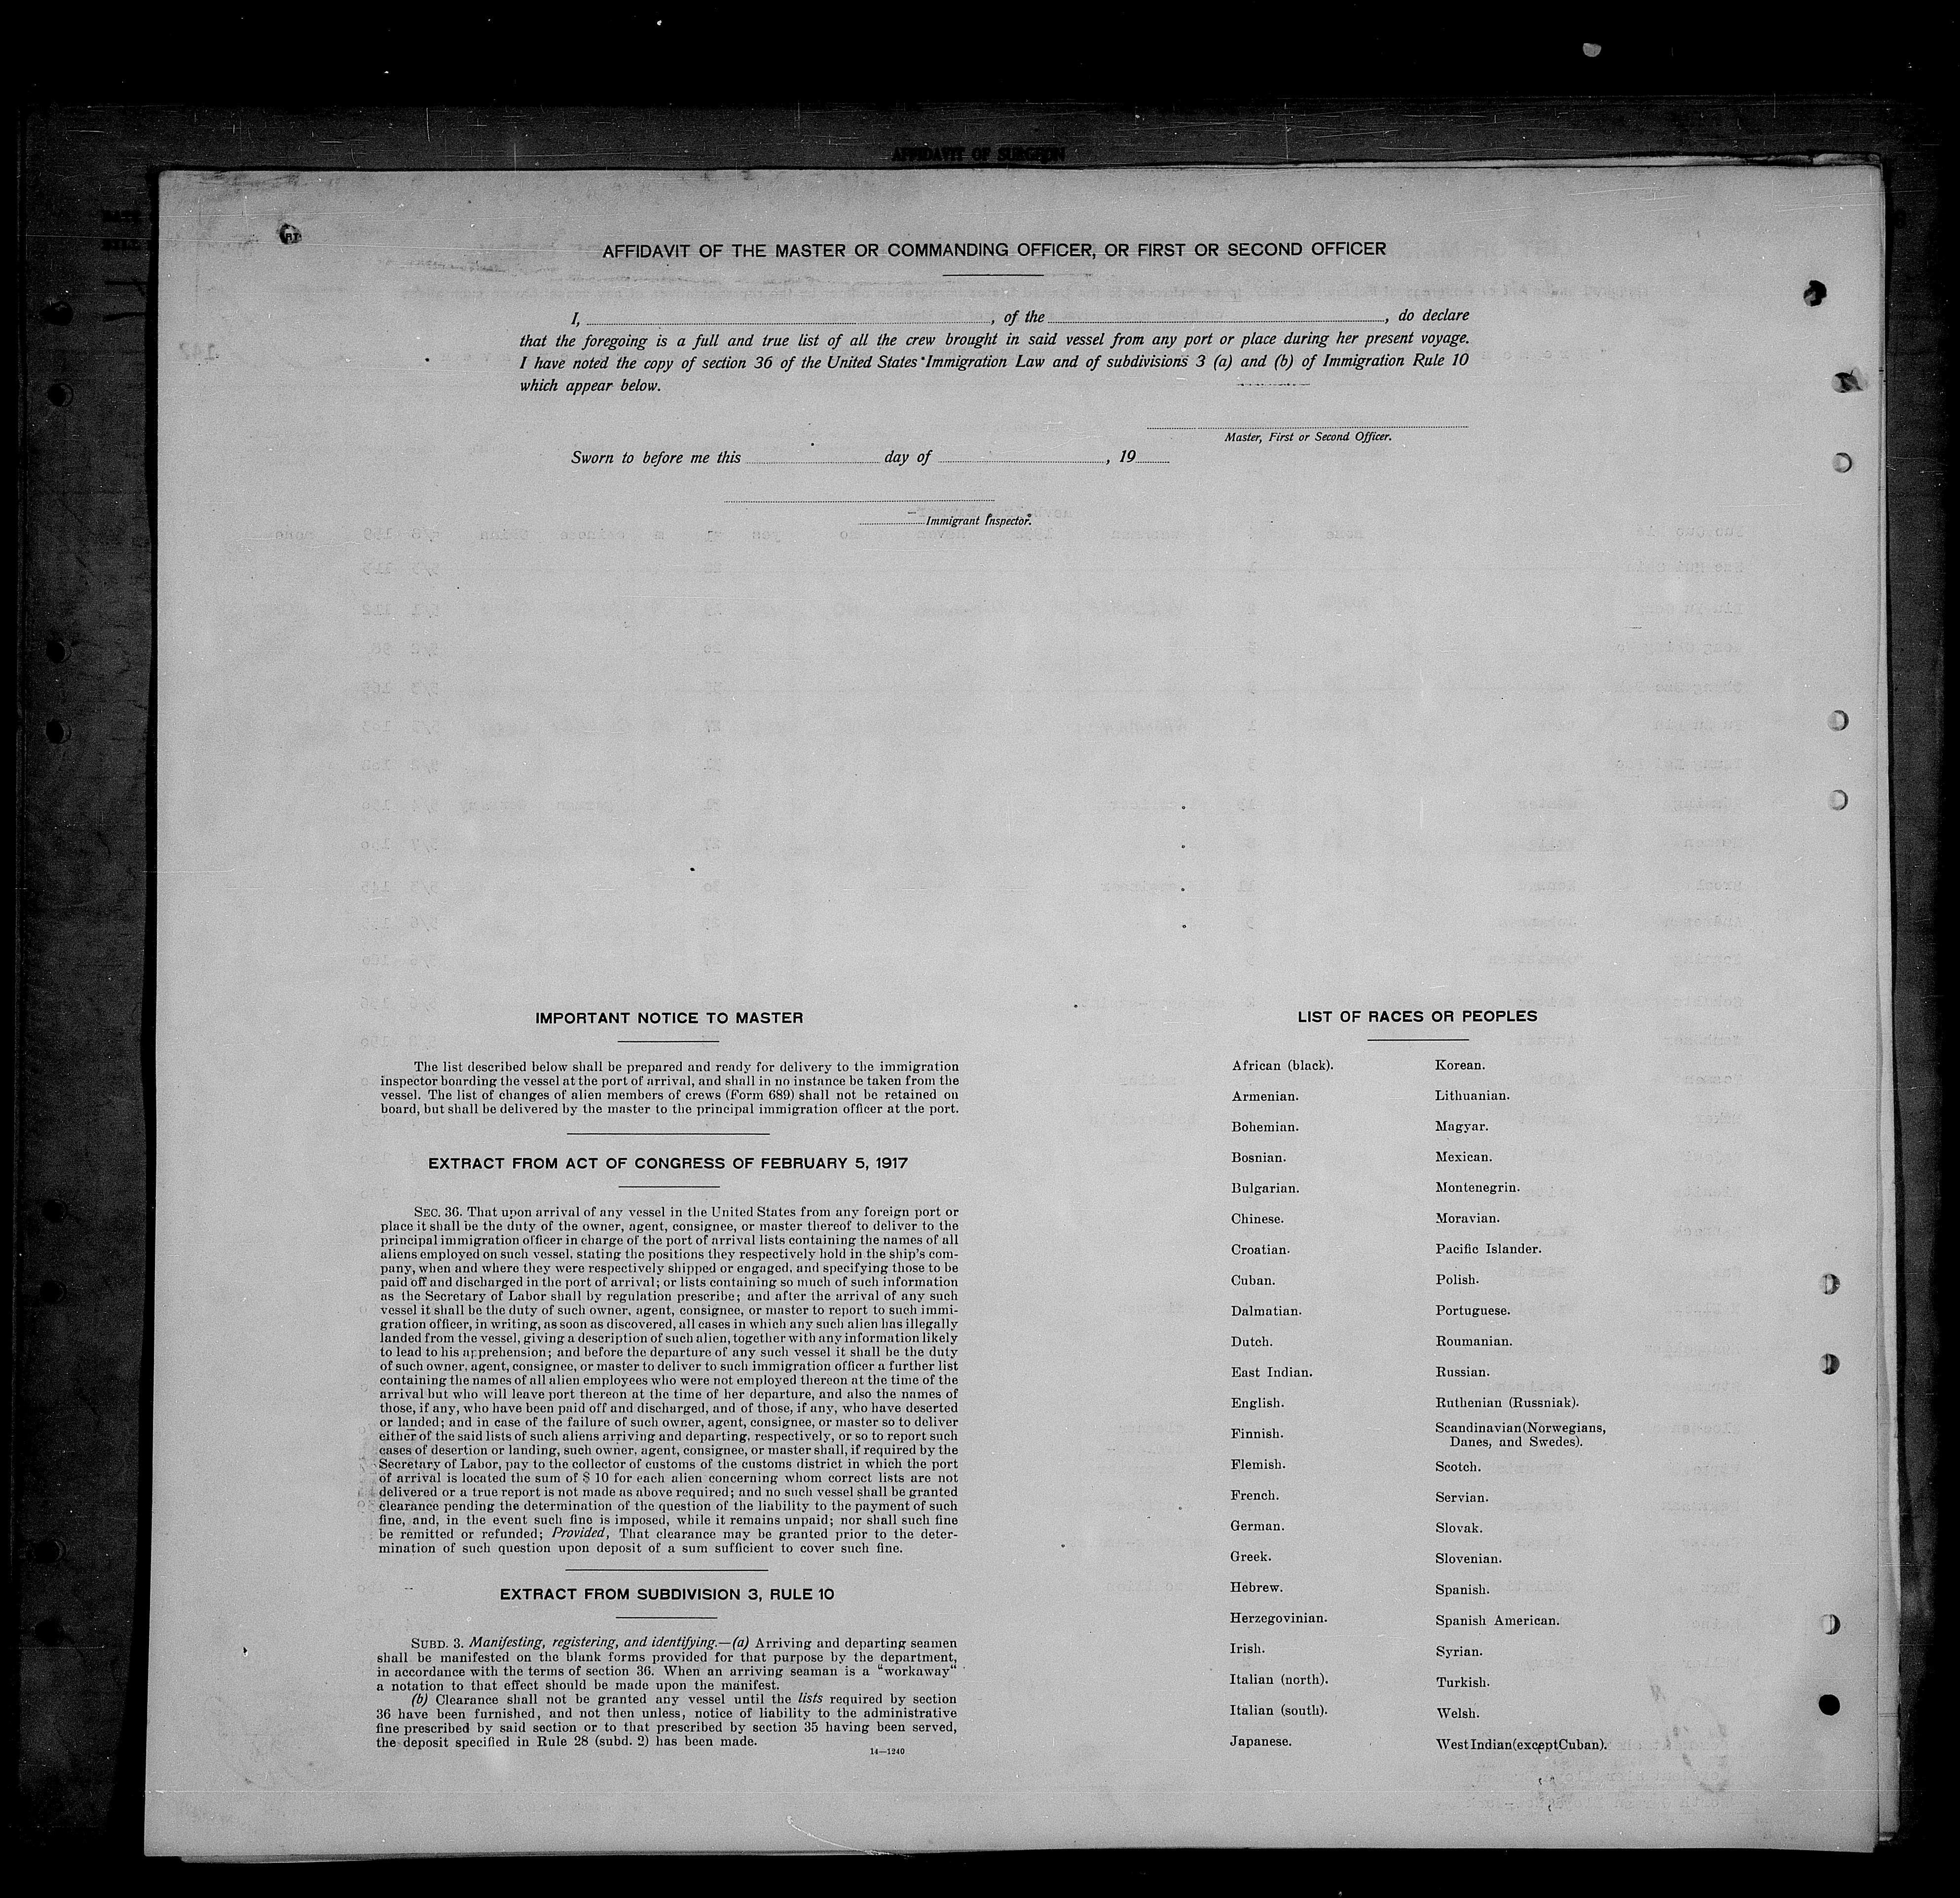 AFFIDAVIT OF SURGEON
AFFIDAVIT OF THE MASTER OR COMMANDING OFFICER, OR FIRST OR SECOND OFFICER
I, , of the , do declare
that the foregoing is a full and true list of all the crew brought in said vessel from any port or place during her present voyage.
I have noted the copy of section 36 of the United States Immigration Law and of subdivisions 3 (a) and (b) of Immigration Rule 10
which appear below.
Master, First or Second Officer.
Sworn to before me this day of , 19
Immigrant Inspector.
IMPORTANT NOTICE TO MASTER
The list described below shall be prepared and ready for delivery to the immigration
inspector boarding the vessel at the port of arrival, and shall in no instance be taken from the
vessel. The list of changes of alien members of crews (Form 689) shall not be retained on
board, but shall be delivered by the master to the principal immigration officer at the port.
EXTRACT FROM ACT OF CONGRESS OF FEBRUARY 5, 1917
SEC. 36. That upon arrival of any vessel in the United States from any foreign port or
place it shall be the duty of the owner, agent, consignee, or master thereof to deliver to the
principal immigration officer in charge of the port of arrival lists containing the names of all
aliens employed on such vessel, stating the positions they respectively hold in the ship's com-
pany, when and where they were respectively shipped or engaged, and specifying those to be
paid off and discharged in the port of arrival; or lists containing so much of such information
as the Secretary of Labor shall by regulation prescribe; and after the arrival of any such
vessel it shall be the duty of such owner, agent, consignee, or master to report to such immi-
gration officer, in writing, as soon as discovered, all cases in which any such alien has illegally
landed from the vessel, giving a description of such alien, together with any information likely
to lead to his apprehension; and before the departure of any such vessel it shall be the duty
of such owner, agent, consignee, or master to deliver to such immigration officer a further list
containing the names of all alien employees who were not employed thereon at the time of the
arrival but who will leave port thereon at the time of her departure, and also the names of
those, if any, who have been paid off and discharged, and of those, if any, who have deserted
or landed; and in case of the failure of such owner, agent, consignee, or master so to deliver
either of the said lists of such aliens arriving and departing, respectively, or so to report such
cases of desertion or landing, such owner, agent, consignee, or master shall, if required by the
Secretary of Labor, pay to the collector of customs of the customs district in which the port
of arrival is located the sum of $ 10 for each alien concerning whom correct lists are not
delivered or a true report is not made as above required; and no such vessel shall be granted
clearance pending the determination of the question of the liability to the payment of such
fine, and, in the event such fine is imposed, while it remains unpaid; nor shall such fine
be remitted or refunded; Provided, That clearance may be granted prior to the deter-
mination of such question upon deposit of a sum sufficient to cover such fine.
EXTRACT FROM SUBDIVISION 3, RULE 10
SUBD. 3. Manifesting, registering, and identifying.—(a) Arriving and departing seamen
shall be manifested on the blank forms provided for that purpose by the department,
in accordance with the terms of section 36. When an arriving seaman is a "workaway"
a notation to that effect should be made upon the manifest.
(b) Clearance shall not be granted any vessel until the lists required by section
36 have been furnished, and not then unless, notice of liability to the administrative
fine prescribed by said section or to that prescribed by section 35 having been served,
the deposit specified in Rule 28 (subd. 2) has been made.
14—1240
LIST OF RACES OR PEOPLES
African (black).
Armenian.
Bohemian.
Bosnian.
Bulgarian.
Chinese.
Croatian.
Cuban.
Dalmatian.
Dutch.
East Indian.
English.
Finnish.
Flemish.
French.
German.
Greek.
Hebrew.
Herzegovinian.
Irish.
Italian (north).
Italian (south).
Japanese.
Korean.
Lithuanian.
Magyar.
Mexican.
Montenegrin.
Moravian.
Pacific Islander.
Polish.
Portuguese.
Roumanian.
Russian.
Ruthenian (Russniak).
Scandinavian (Norwegians,
Danes, and Swedes).
Scotch.
Servian.
Slovak.
Slovenian.
Spanish.
Spanish American.
Syrian.
Turkish.
Welsh.
West Indian (except Cuban).